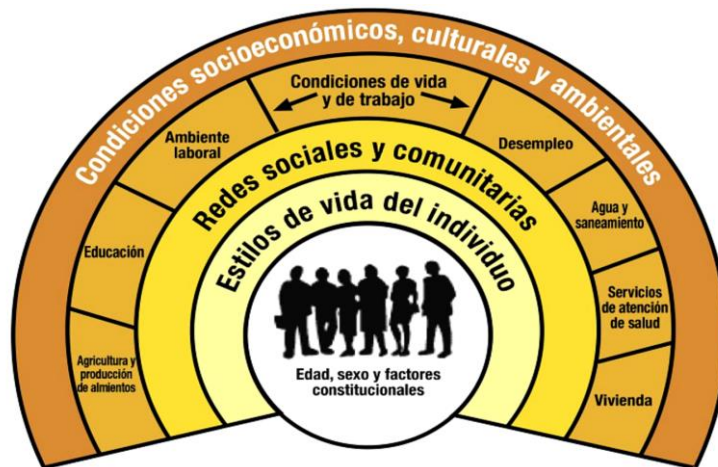 Condiciones socioeconómicos, culturales y ambientales
Condiciones de vida
y de trabajo
Ambiente
laboral
Desempleo
Educación
Agua y
saneamiento
Agricultura y
producción
de almientos
Servicios
de atención
de salud
Vivienda
Redes sociales y comunitarias
Estilos de vida del individuo
Edad, sexo y factores
constitucionales